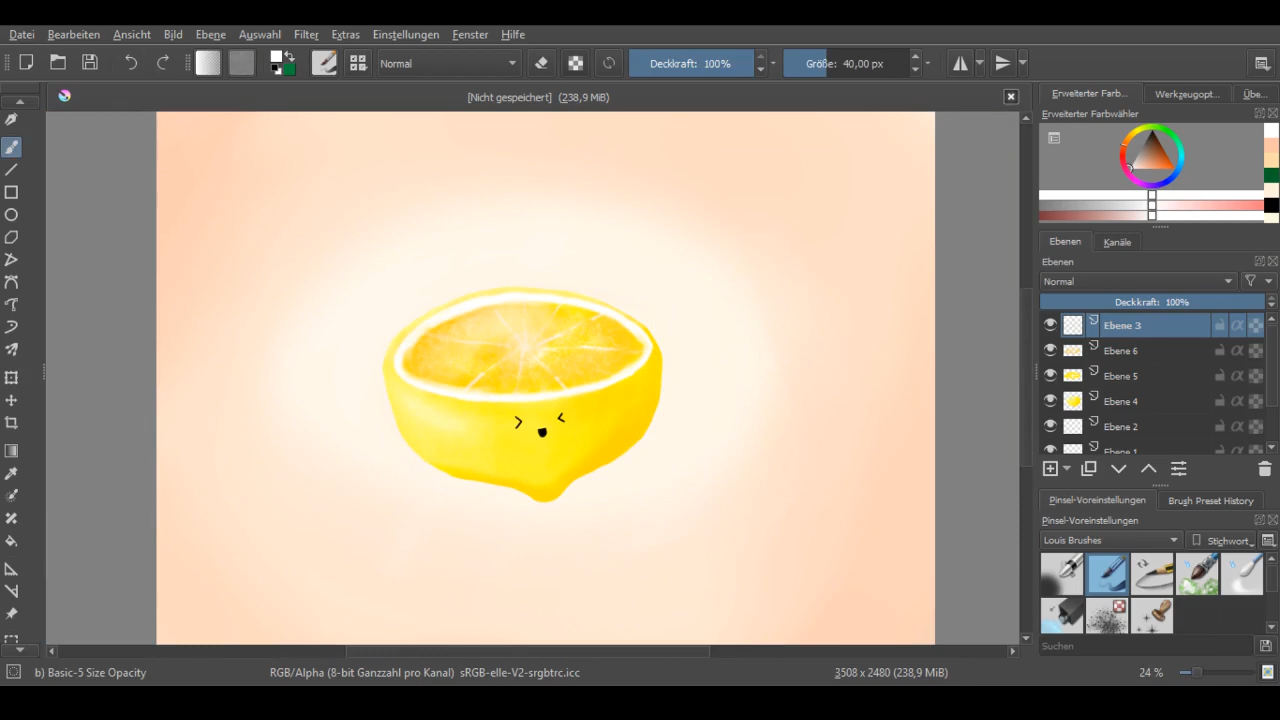 Datei Bearbeiten Ansicht Bild Ebene Auswahl Filter Extras Einstellungen Fenster Hilfe
Normal Deckkraft: 100% Größe: 40,00 px
[Nicht gespeichert] (238,9 MiB)
Erweiterter Farb... Werkzeugopt... Übe...
Erweiterter Farbwähler
Ebenen Kanäle
Ebenen
Normal
Deckkraft: 100%
Ebene 3
Ebene 6
Ebene 5
Ebene 4
Ebene 2
Ebene 1
Pinsel-Voreinstellungen Brush Preset History
Pinsel-Voreinstellungen
Louis Brushes Stichwort
Suchen
b) Basic-5 Size Opacity RGB/Alpha (8-bit Ganzzahl pro Kanal) sRGB-elle-V2-srgbtrc.icc 3508 x 2480 (238,9 MiB) 24 %